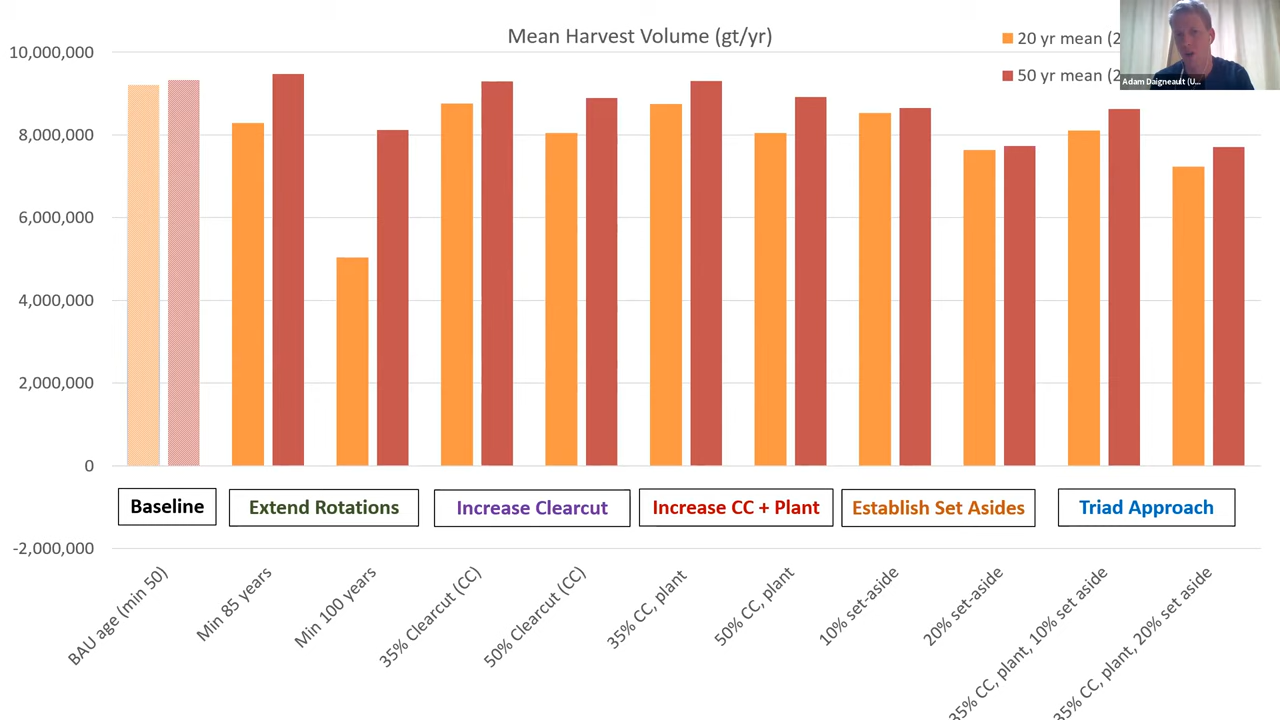 Mean Harvest Volume (gt/yr)
20 yr mean (2
50 yr mean (2
Adam Daigneault (U...
10,000,000
8,000,000
6,000,000
4,000,000
2,000,000
0
-2,000,000
Baseline
Extend Rotations
Increase Clearcut
Increase CC + Plant
Establish Set Asides
Triad Approach
BAU age (min 50)
Min 85 years
Min 100 years
35% Clearcut (CC)
50% Clearcut (CC)
35% CC, plant
50% CC, plant
10% set-aside
20% set-aside
35% CC, plant, 10% set aside
35% CC, plant, 20% set aside